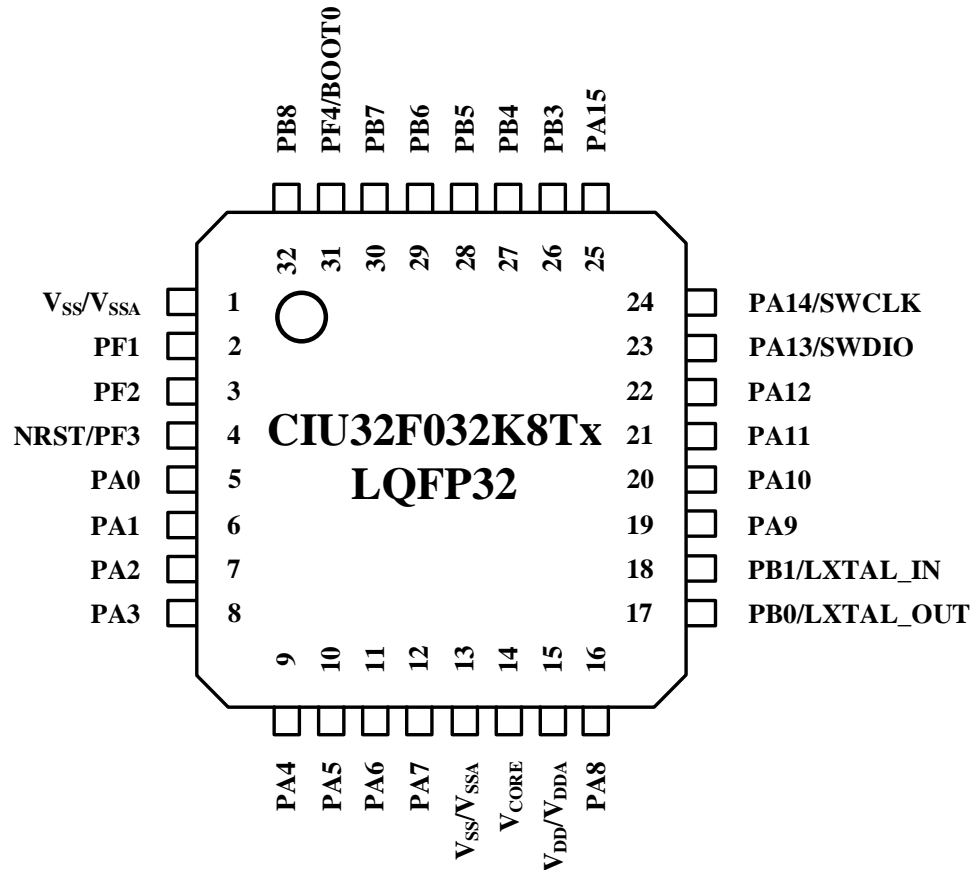 PB8
PF4/BOOT0
PB7
PB6
PB5
PB4
PB3
PA15
32
31
30
29
28
27
26
25
VSS/VSSA
1
PF1
2
PF2
3
NRST/PF3
4
PA0
5
PA1
6
PA2
7
PA3
8
CIU32F032K8Tx
LQFP32
24
PA14/SWCLK
23
PA13/SWDIO
22
PA12
21
PA11
20
PA10
19
PA9
18
PB1/LXTAL_IN
17
PB0/LXTAL_OUT
9
10
11
12
13
14
15
16
PA4
PA5
PA6
PA7
VSS/VSSA
VCORE
VDD/VDDA
PA8